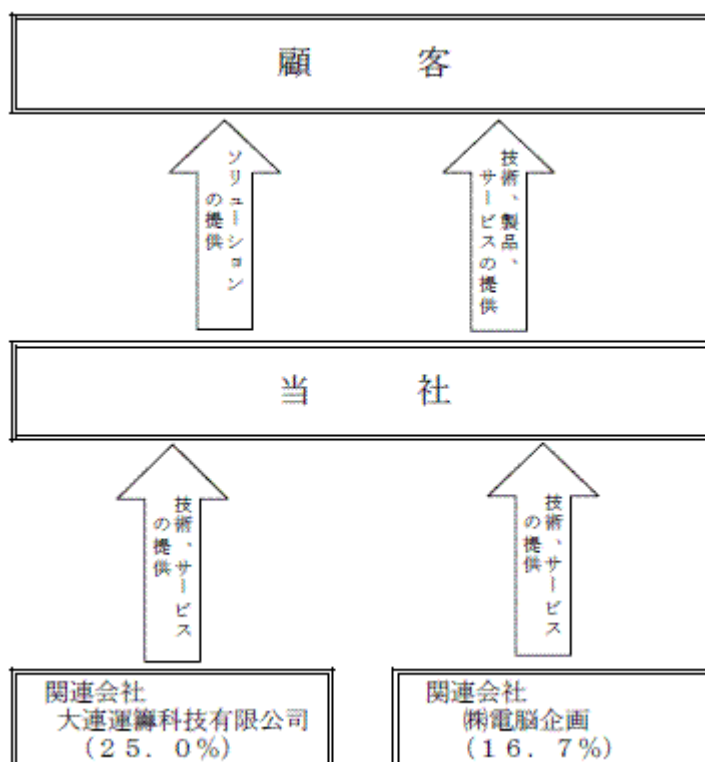 顧　　客
ソリューション
の提供
技術、製品、
サービスの提供
当　　社
技術、サービス
の提供
技術、サービス
の提供
関連会社
大連運籌科技有限公司
(25.0%)
関連会社
㈱電脳企画
(16.7%)